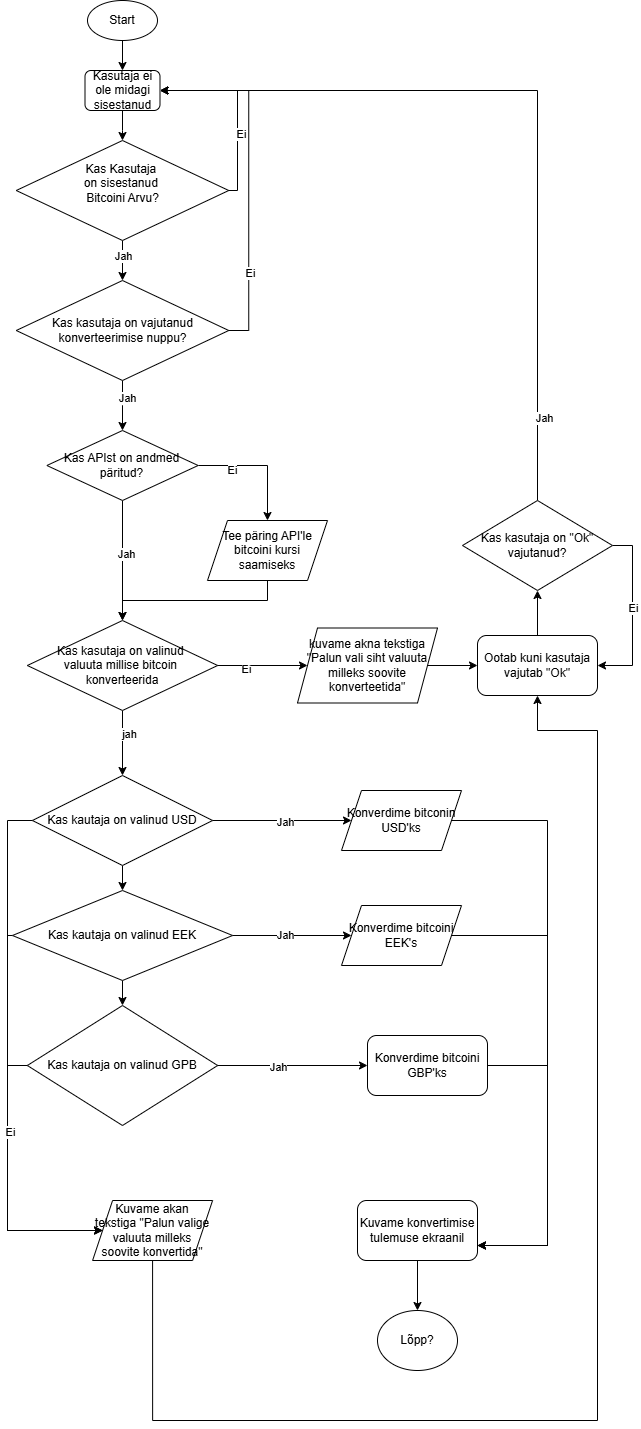 Start
Kasutaja ei
ole midagi
sisestanud
Ei
Kas Kasutaja
on sisestanud
Bitcoini Arvu?
Jah
Ei
Kas kasutaja on vajutanud
konverteerimise nuppu?
Jah
Jah
Kas APIst on andmed
päritud?
Ei
Tee päring API'le
bitcoini kursi
saamiseks
Jah
Kas kasutaja on "Ok"
vajutanud?
Ei
Kas kasutaja on valinud
valuuta millise bitcoin
konverteerida
Ei
kuvame akna tekstiga
"Palun vali siht valuuta
milleks soovite
konverteetida"
Ootab kuni kasutaja
vajutab "Ok"
jah
Kas kautaja on valinud USD
Jah
Konverdime bitconin
USD'ks
Kas kautaja on valinud EEK
Jah
Konverdime bitcoini
EEK's
Kas kautaja on valinud GPB
Jah
Konverdime bitcoini
GBP'ks
Ei
Kuvame akan
tekstiga "Palun valige
valuuta milleks
soovite konvertida"
Kuvame konvertimise
tulemuse ekraanil
Lõpp?